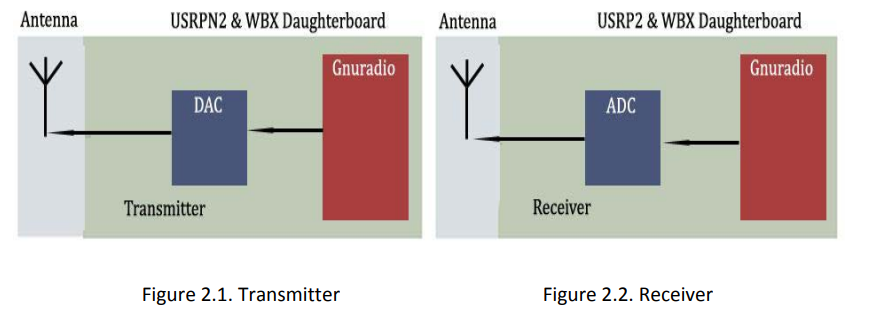 Antenna USRPN2 & WBX Daughterboard
Gnuradio
DAC
Transmitter
Figure 2.1. Transmitter
Antenna USRP2 & WBX Daughterboard
Gnuradio
ADC
Receiver
Figure 2.2. Receiver